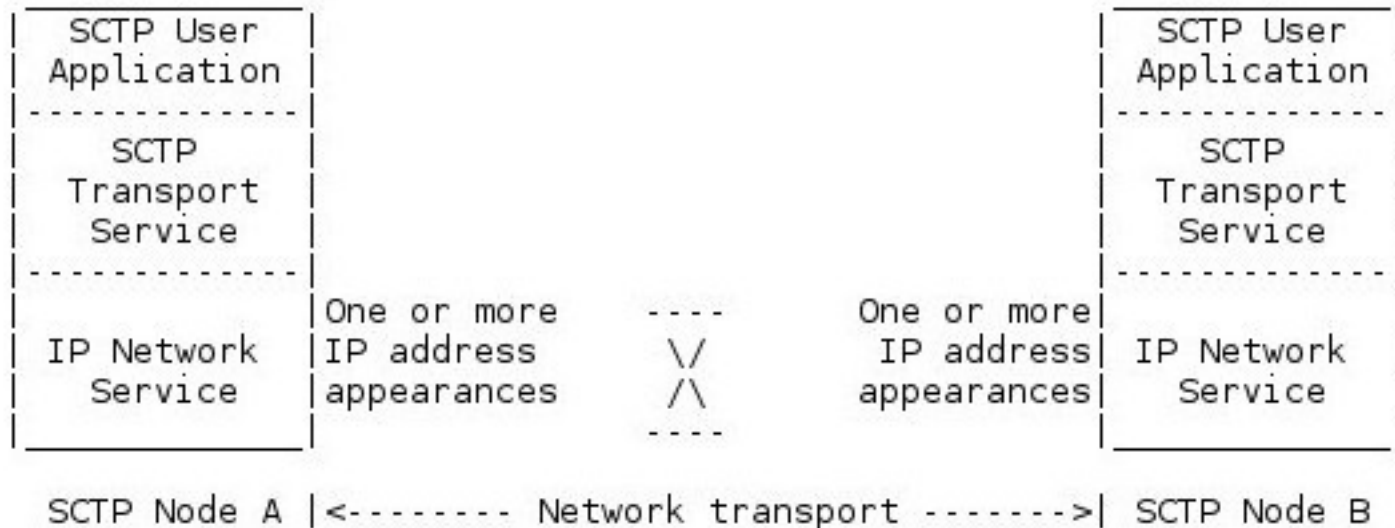 SCTP User                                SCTP User
Application                              Application
SCTP                                     SCTP
Transport                                Transport
Service                                  Service
One or more    ----    One or more
IP Network |IP address    \/    IP address| IP Network
Service |appearances    /\    appearances| Service
----
SCTP Node A |<-------- Network transport ------->| SCTP Node B